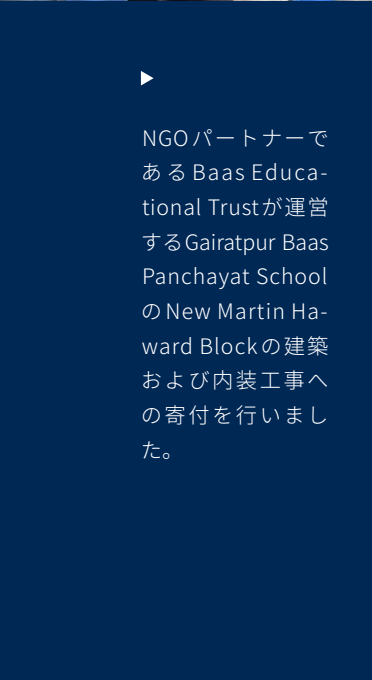 NGOパートナーで
あるBaas Educa-
tional Trustが運営
するGairatpur Baas
Panchayat School
のNew Martin Ha-
ward Blockの建築
および内装工事へ
の寄付を行いまし
た。